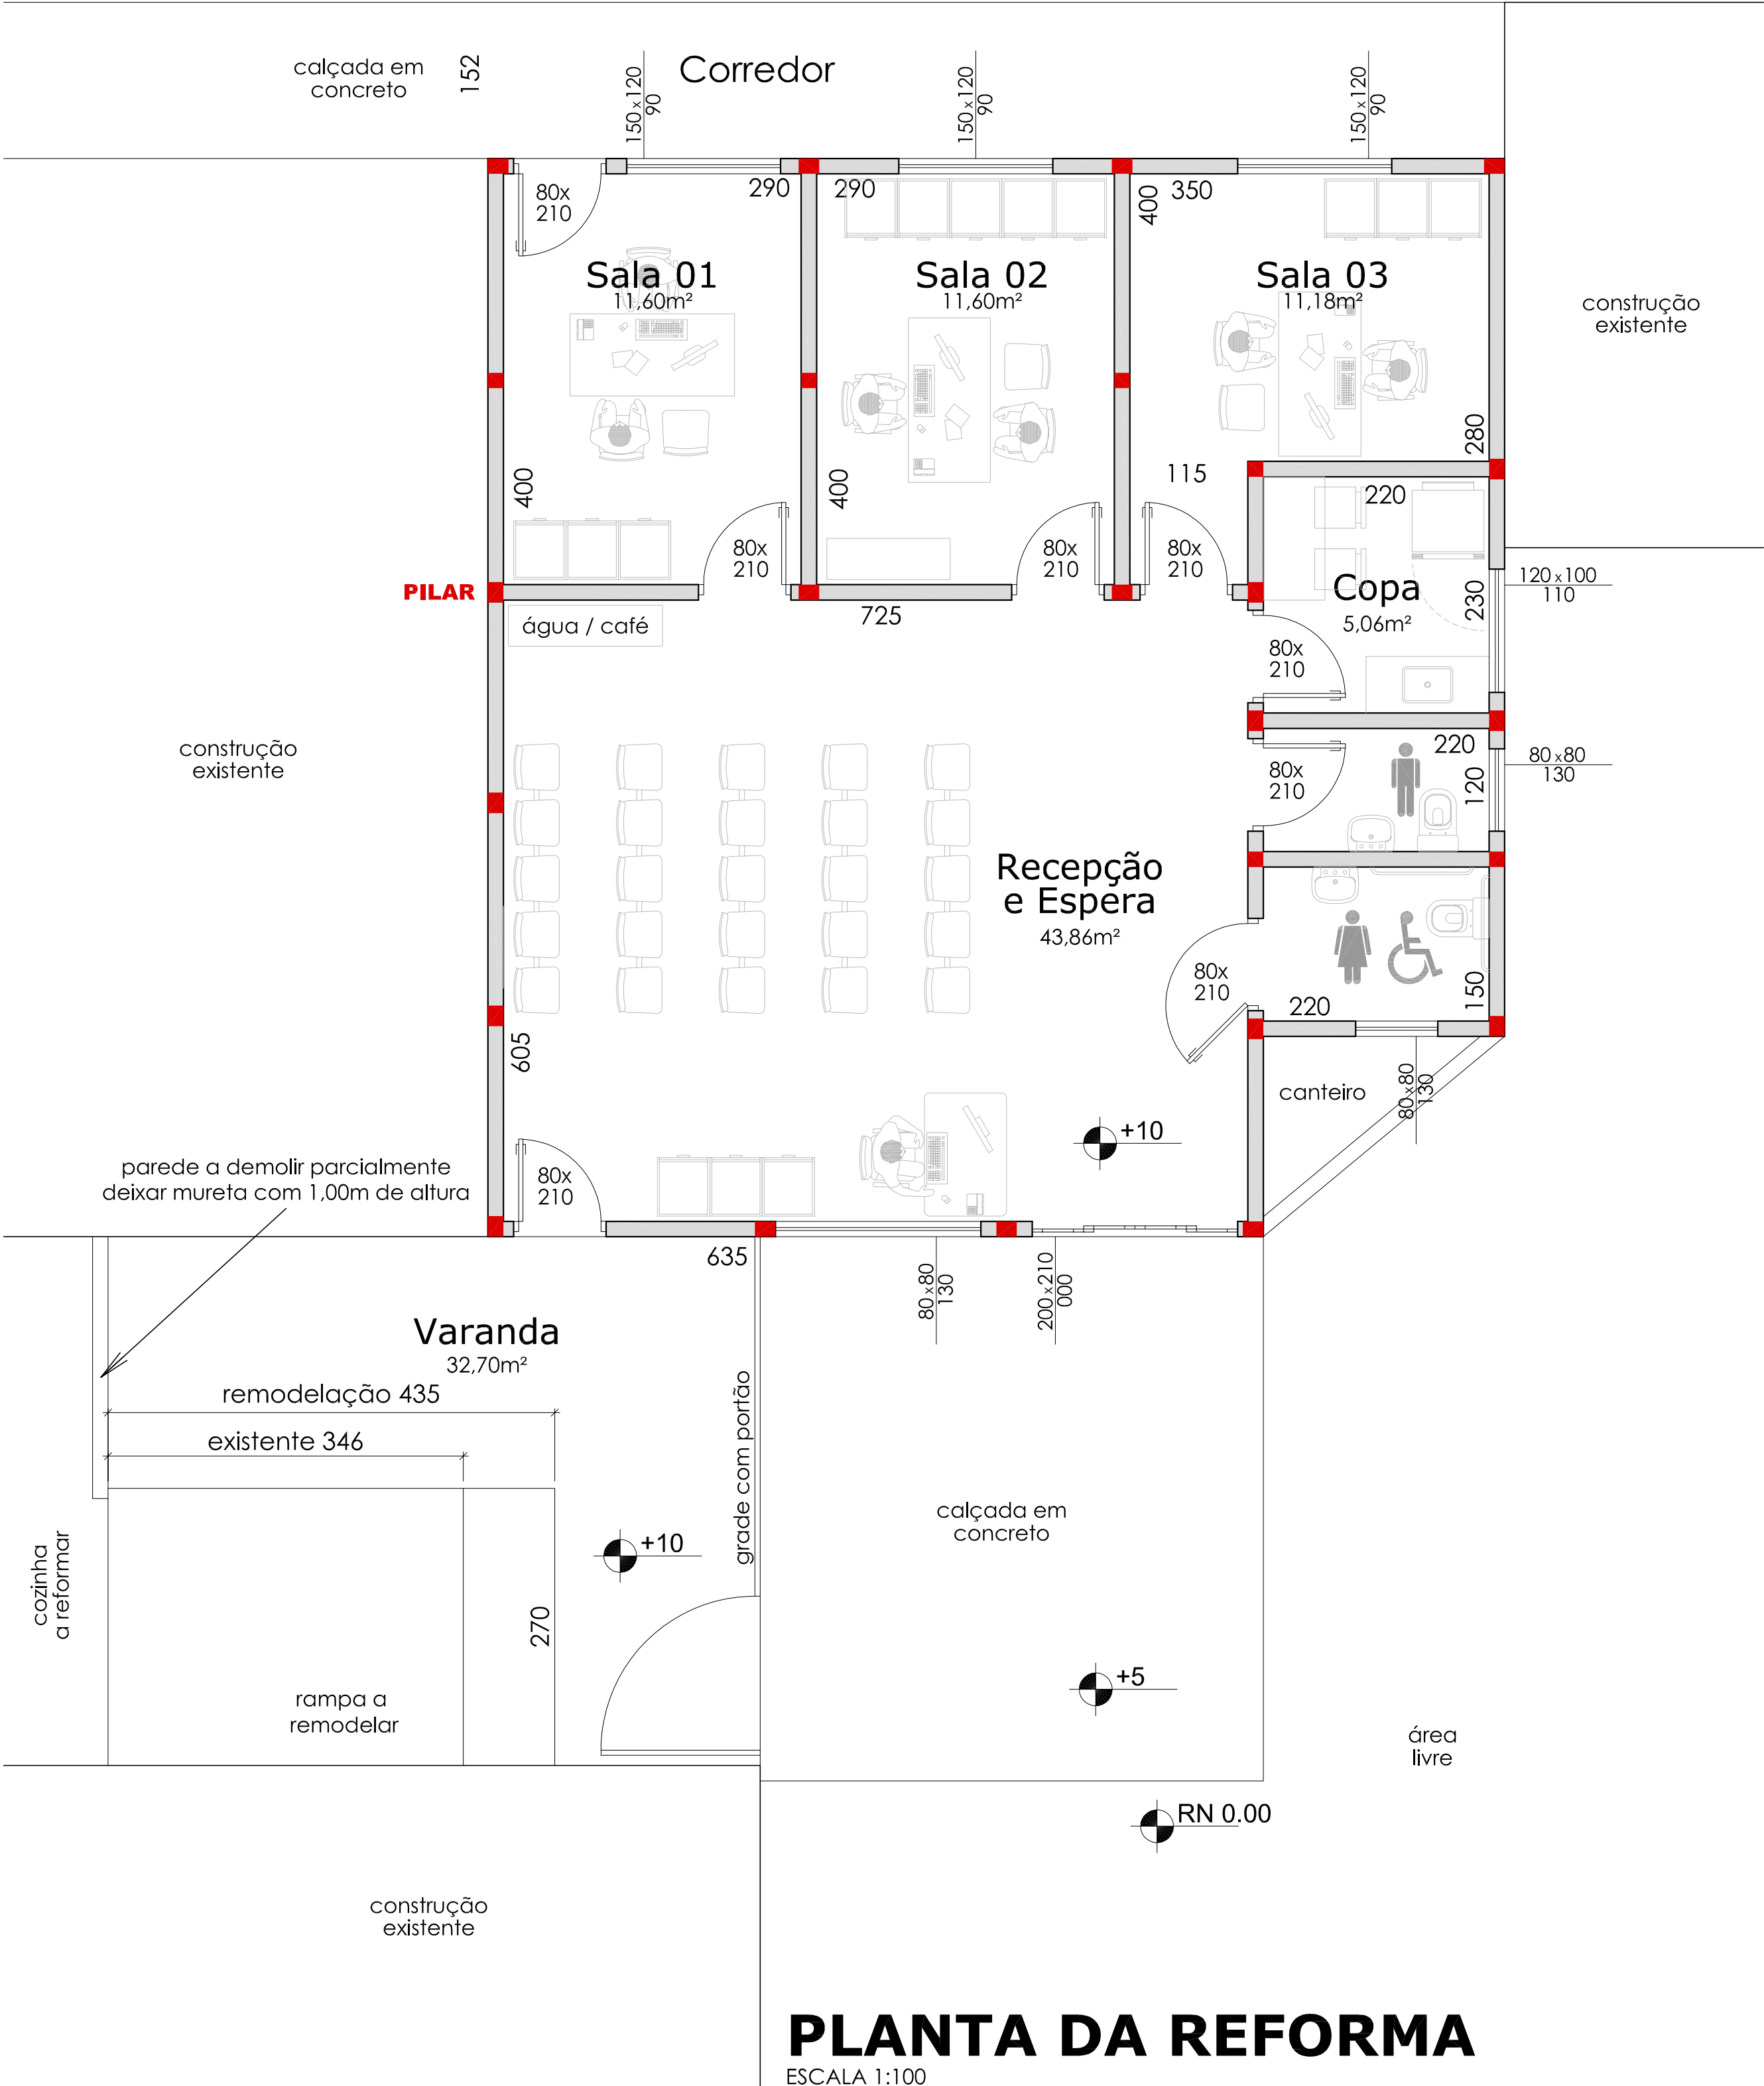 calçada em
concreto
152
Corredor
150x120
90
150x120
90
150x120
90
80x
210
290
290
400
350
Sala 01
11,60m²
Sala 02
11,60m²
Sala 03
11,18m²
construção
existente
400
400
115
280
220
80x
210
80x
210
80x
210
PILAR
Copa
5,06m²
230
120x100
110
água / café
725
80x
210
construção
existente
80x
210
220
120
80x80
130
Recepção
e Espera
43,86m²
80x
210
220
150
605
canteiro
80x80
130
+10
parede a demolir parcialmente
deixar mureta com 1,00m de altura
80x
210
635
80x80
130
200x210
000
Varanda
32,70m²
remodelação 435
existente 346
grade com portão
calçada em
concreto
+10
cozinha
a reformar
270
rampa a
remodelar
+5
área
livre
RN 0.00
construção
existente
PLANTA DA REFORMA
ESCALA 1:100